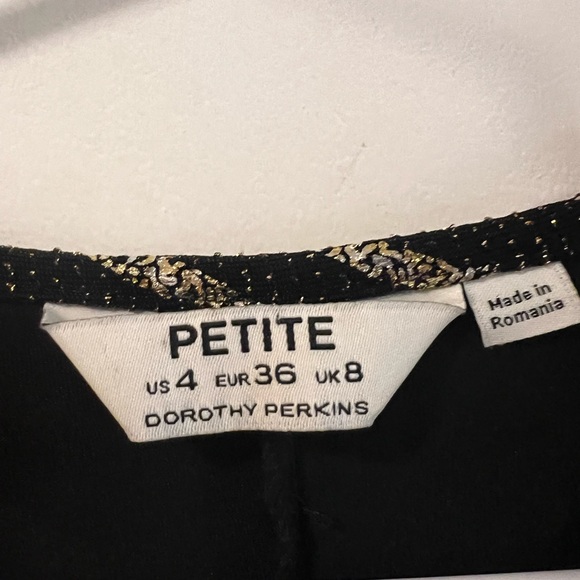 PETITE
US 4 EUR 36 UK 8
DOROTHY PERKINS
Made in
Romania